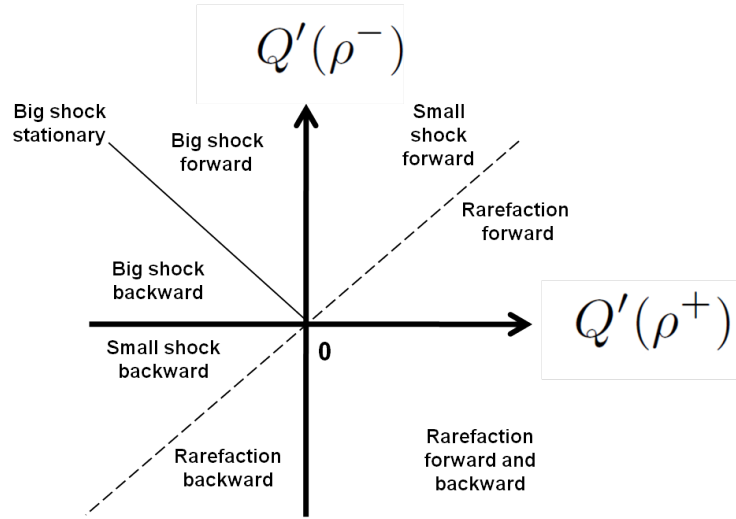 Q′(ρ⁻)
Big shock
stationary
Big shock
forward
Small
shock
forward
Rarefaction
forward
Big shock
backward
Q′(ρ⁺)
Small shock
backward
0
Rarefaction
backward
Rarefaction
forward and
backward